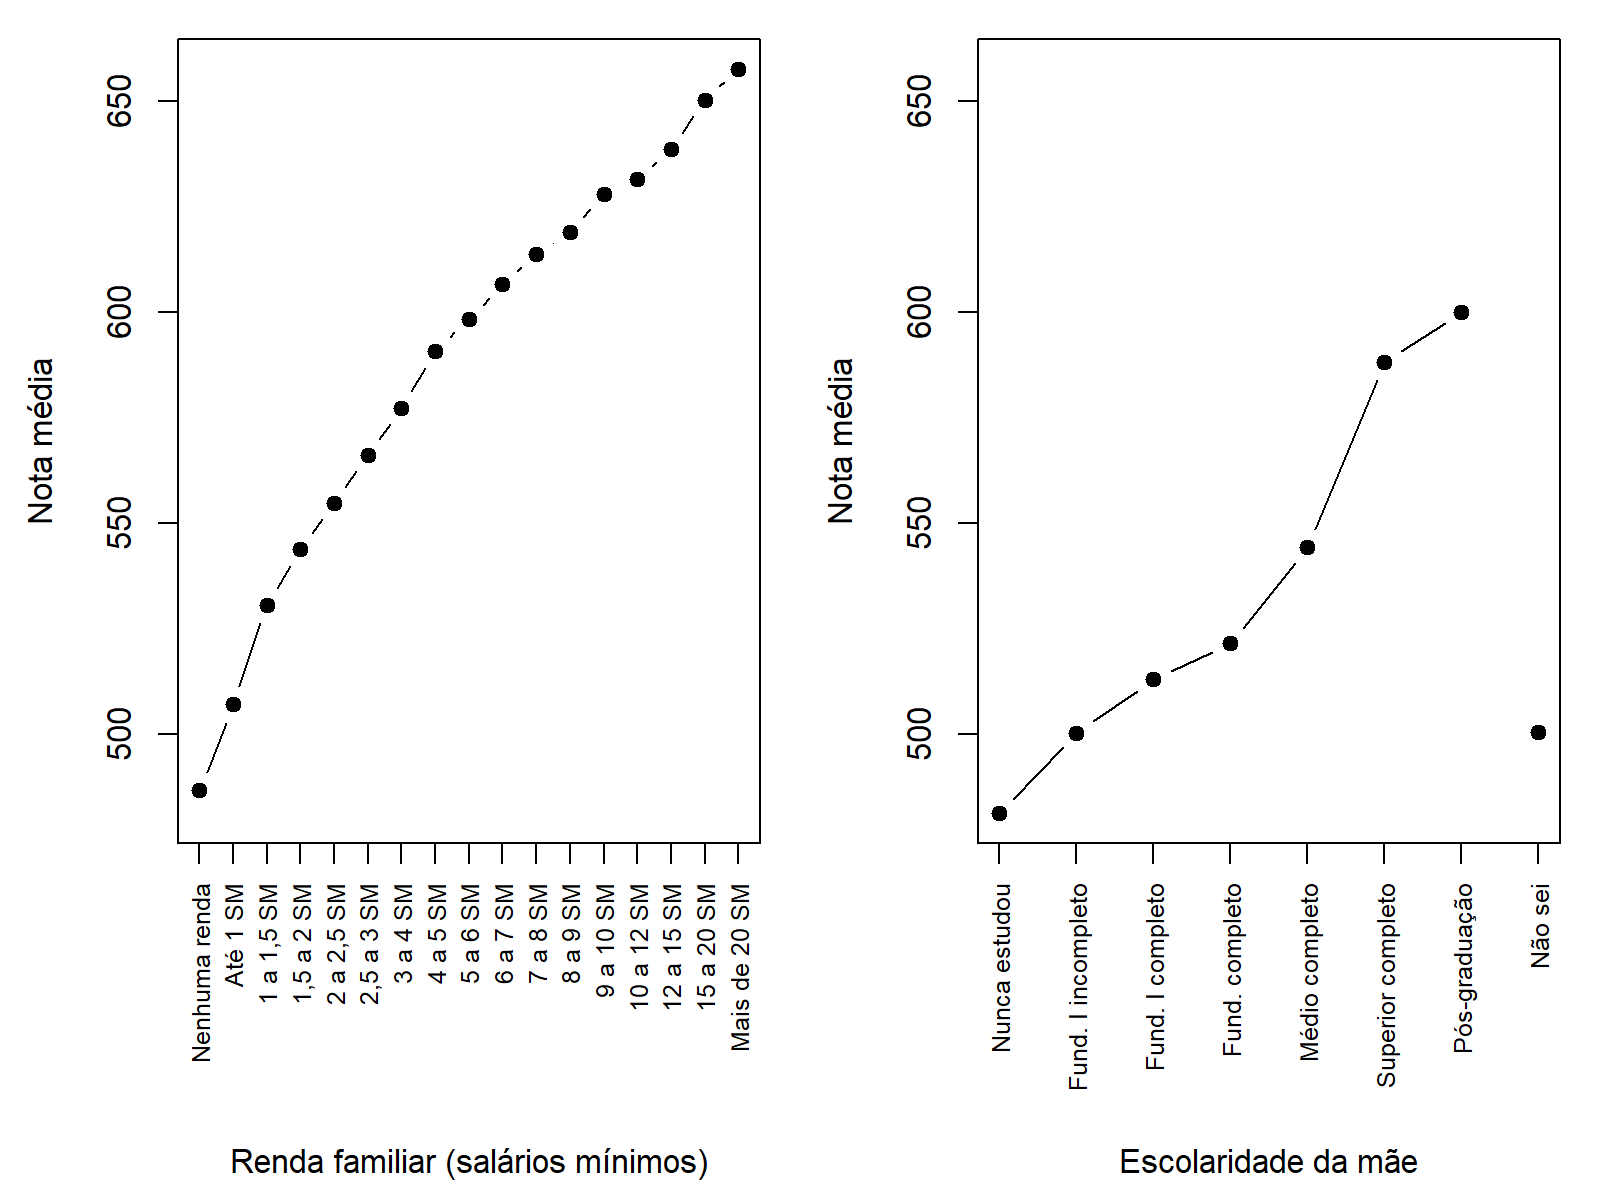 Nota média
650
600
550
500
Nenhuma renda
Até 1 SM
1 a 1,5 SM
1,5 a 2 SM
2 a 2,5 SM
2,5 a 3 SM
3 a 4 SM
4 a 5 SM
5 a 6 SM
6 a 7 SM
7 a 8 SM
8 a 9 SM
9 a 10 SM
10 a 12 SM
12 a 15 SM
15 a 20 SM
Mais de 20 SM
Renda familiar (salários mínimos)
Nota média
650
600
550
500
Nunca estudou
Fund. I incompleto
Fund. I completo
Fund. completo
Médio completo
Superior completo
Pós-graduação
Não sei
Escolaridade da mãe